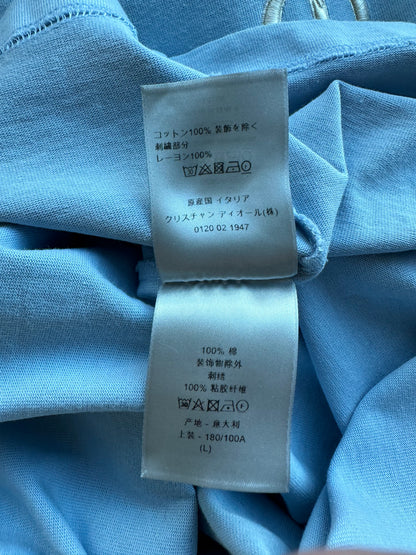 コットン100% 装飾を除く
刺繍部分
レーヨン100%
原産国 イタリア
クリスチャン ディオール(株)
0120 02 1947
100% 棉
装饰物除外
刺绣
100% 粘胶纤维
产地 - 意大利
上装 - 180/100A
(L)